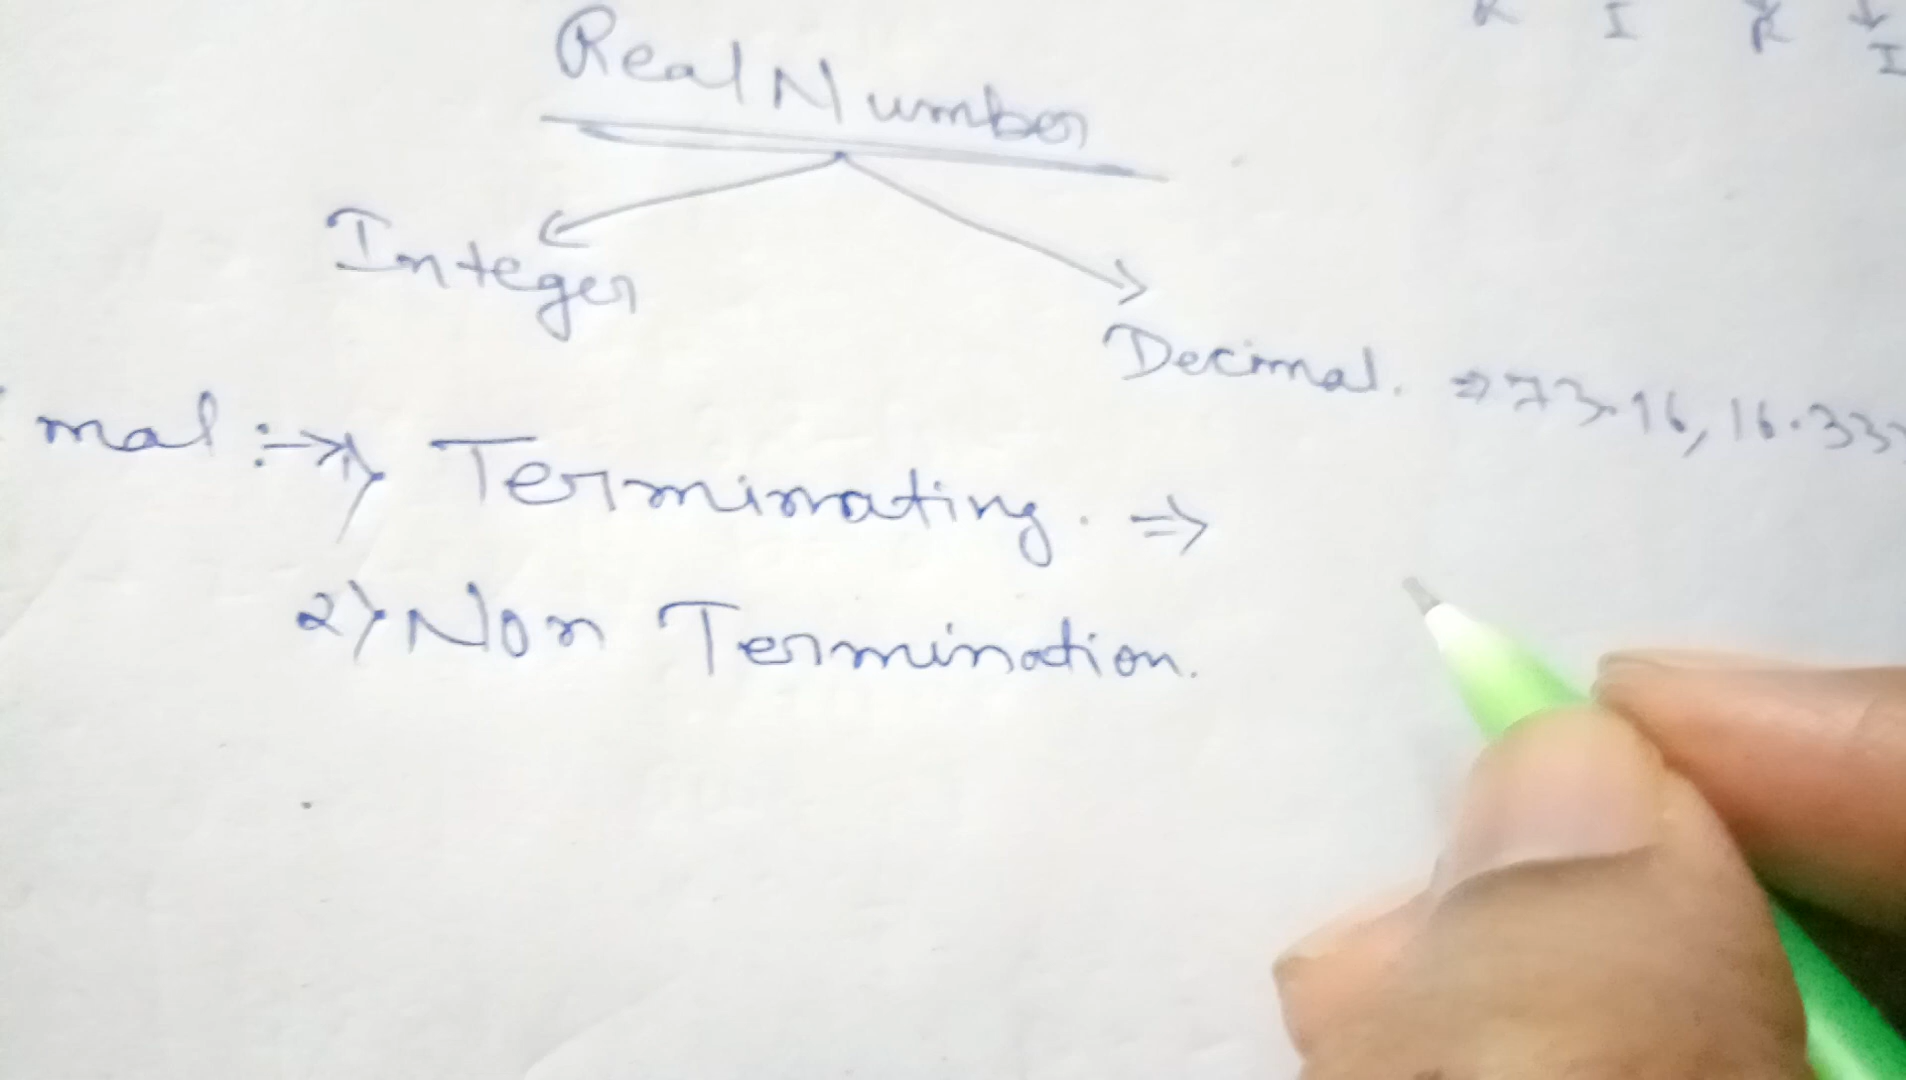 R I R I
Real Number
Integer
Decimal. ⇒ 73.16, 16.33
mal :→ 1) Terminating. ⇒
2) Non Termination.